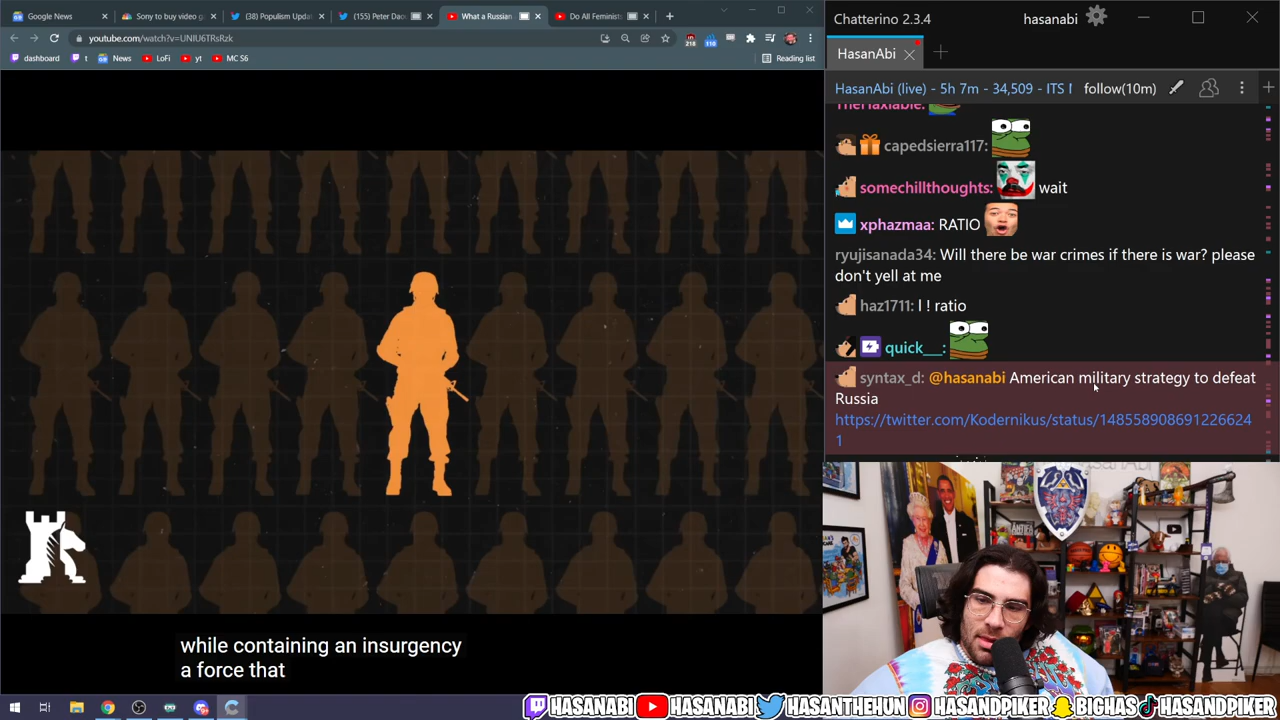 Google News
Sony to buy video g
(38) Populism Updat
(155) Peter Dao
What a Russian
Do All Feminist
youtube.com/watch?v=UNIU6TRsRzk
218
110
dashboard
t
News
LoFi
yt
MC S6
Reading list
while containing an insurgency
a force that
Chatterino 2.3.4
hasanabi
HasanAbi
HasanAbi (live) - 5h 7m - 34,509 - ITS
follow(10m)
capedsierra117:
somechillthoughts: wait
xphazmaa: RATIO
ryujisanada34: Will there be war crimes if there is war? please
don't yell at me
haz1711: l ! ratio
quick___:
syntax_d: @hasanabi American military strategy to defeat
Russia
https://twitter.com/Kodernikus/status/148558908691226624
1
HASANABI
HASANABI
HASANTHEHUN
HASANDPIKER
BIGHAS
HASANDPIKER